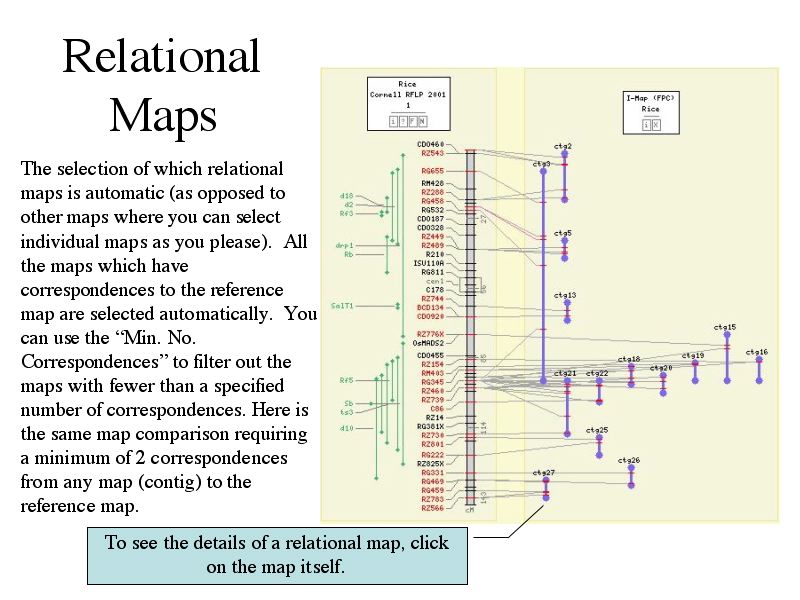 Relational
Maps
The selection of which relational
maps is automatic (as opposed to
other maps where you can select
individual maps as you please).  All
the maps which have
correspondences to the reference
map are selected automatically.  You
can use the “Min. No.
Correspondences” to filter out the
maps with fewer than a specified
number of correspondences. Here is
the same map comparison requiring
a minimum of 2 correspondences
from any map (contig) to the
reference map.
Rice
Cornell RFLP 2001
1
i ? F N
I-Map (FPC)
Rice
i X
CDO460
RZ543
RG655
RM428
RZ288
RG458
RG532
CDO187
CDO328
RZ449
RZ489
R210
ISU110A
RG811
cen1
C178
RZ744
BCD134
CDO920
RZ776X
OsMADS2
CDO455
RZ154
RM403
RG345
RZ460
RZ739
C86
RZ14
RG381X
RZ730
RZ801
RG222
RZ825X
RG331
RG469
RG459
RZ783
RZ566
d18
d2
Rf3
drp1
Rb
SalT1
Rf5
Sb
ts3
d10
27
56
85
114
143
cM
ctg2
ctg3
ctg5
ctg13
ctg15
ctg16
ctg18
ctg19
ctg20
ctg21
ctg22
ctg25
ctg26
ctg27
To see the details of a relational map, click
on the map itself.